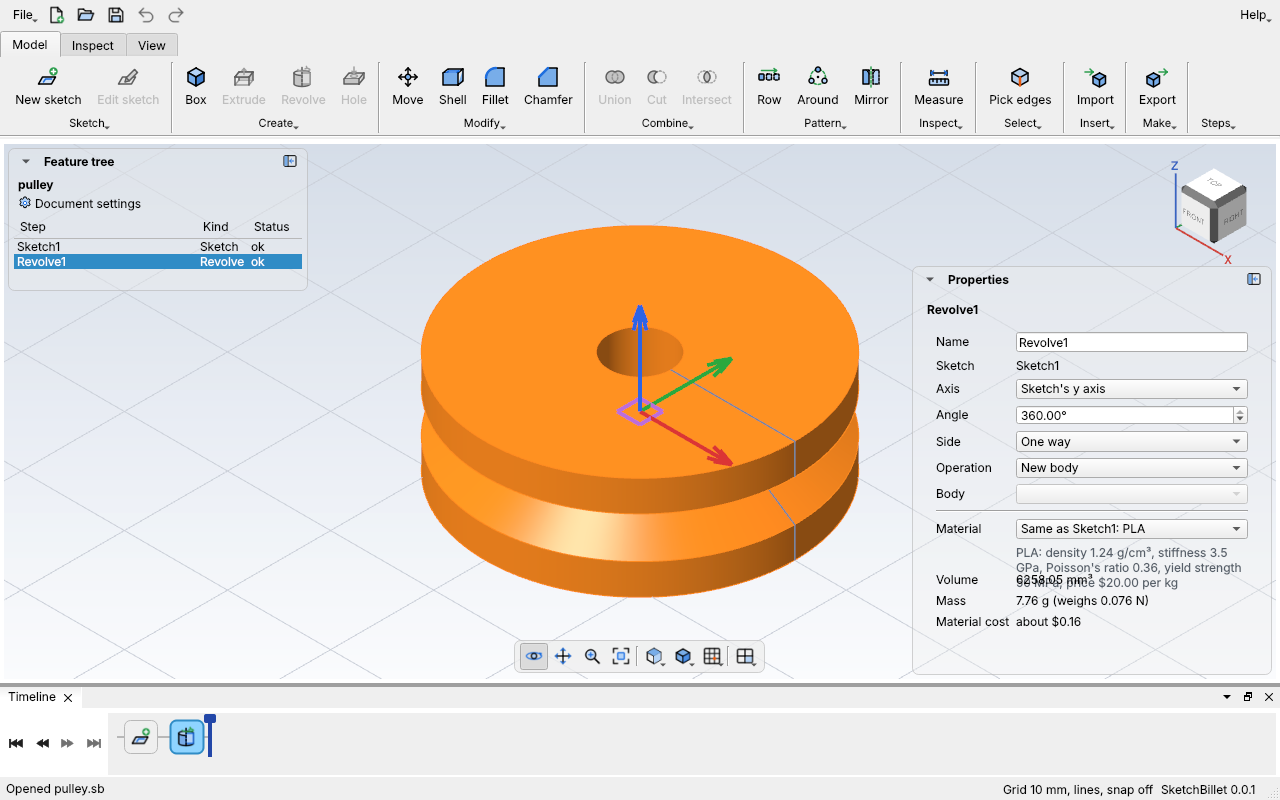 File
Help
Model Inspect View
New sketch Edit sketch Box Extrude Revolve Hole Move Shell Fillet Chamfer Union Cut Intersect Row Around Mirror Measure Pick edges Import Export
Sketch Create Modify Combine Pattern Inspect Select Insert Make Steps
Feature tree
pulley
Document settings
Step Kind Status
Sketch1 Sketch ok
Revolve1 Revolve ok
Z
TOP
FRONT RIGHT
X
Properties
Revolve1
Name Revolve1
Sketch Sketch1
Axis Sketch's y axis
Angle 360.00°
Side One way
Operation New body
Body
Material Same as Sketch1: PLA
PLA: density 1.24 g/cm³, stiffness 3.5
GPa, Poisson's ratio 0.36, yield strength
MPa, price $20.00 per kg
Volume 6258.05 mm³
Mass 7.76 g (weighs 0.076 N)
Material cost about $0.16
Timeline
Opened pulley.sb
Grid 10 mm, lines, snap off SketchBillet 0.0.1